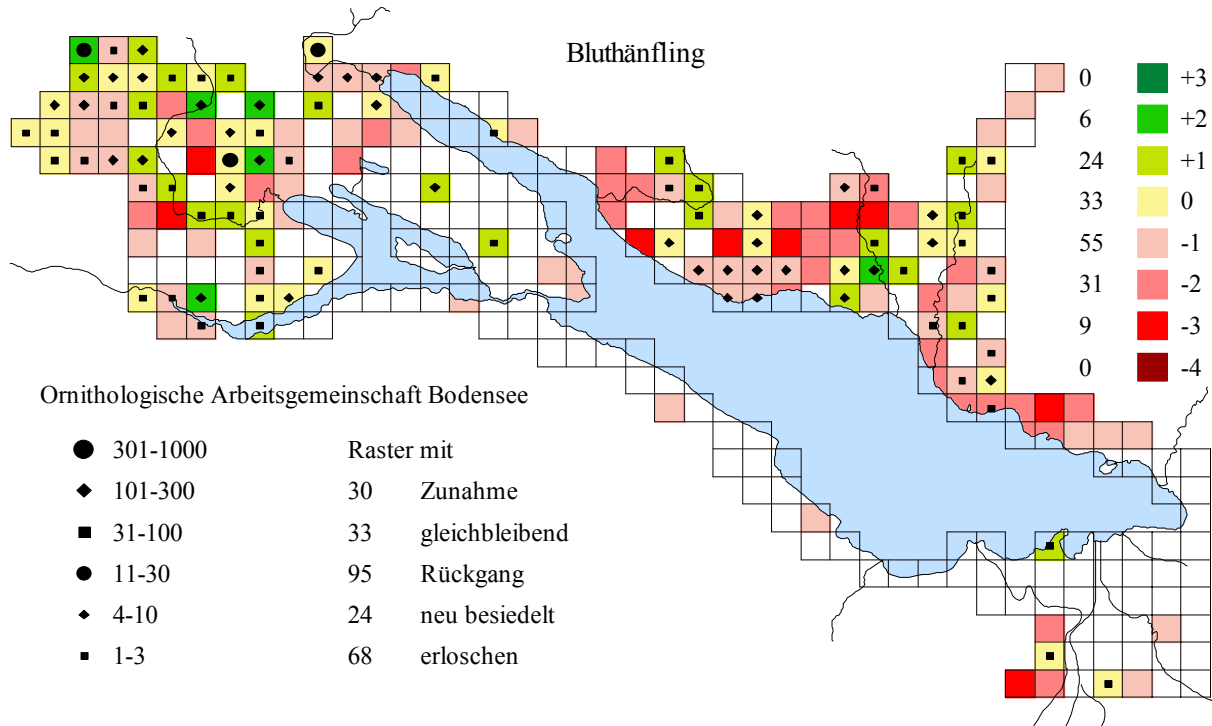 Bluthänfling
0 +3
6 +2
24 +1
33 0
55 -1
31 -2
9 -3
0 -4
Ornithologische Arbeitsgemeinschaft Bodensee
301-1000 Raster mit
101-300 30 Zunahme
31-100 33 gleichbleibend
11-30 95 Rückgang
4-10 24 neu besiedelt
1-3 68 erloschen